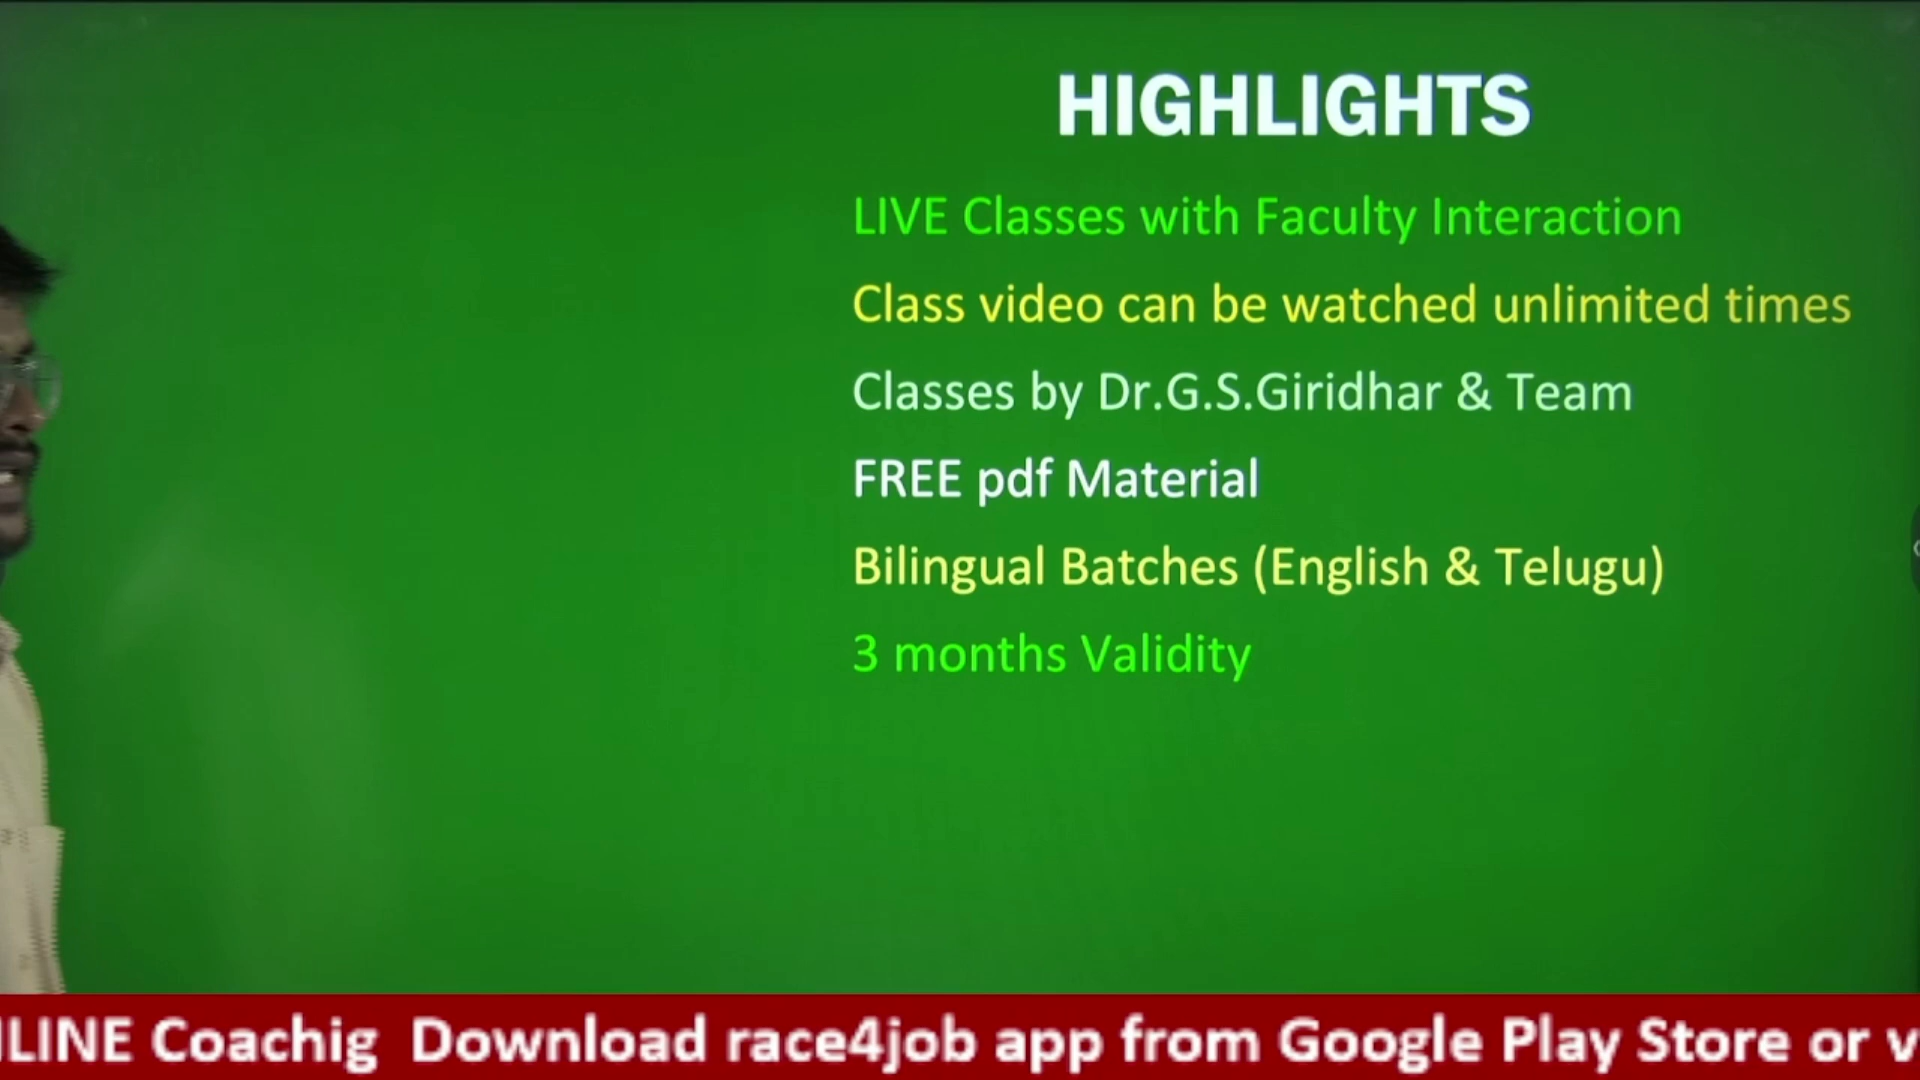 HIGHLIGHTS
LIVE Classes with Faculty Interaction
Class video can be watched unlimited times
Classes by Dr.G.S.Giridhar & Team
FREE pdf Material
Bilingual Batches (English & Telugu)
3 months Validity
Coachig Download race4job app from Google Play Store or